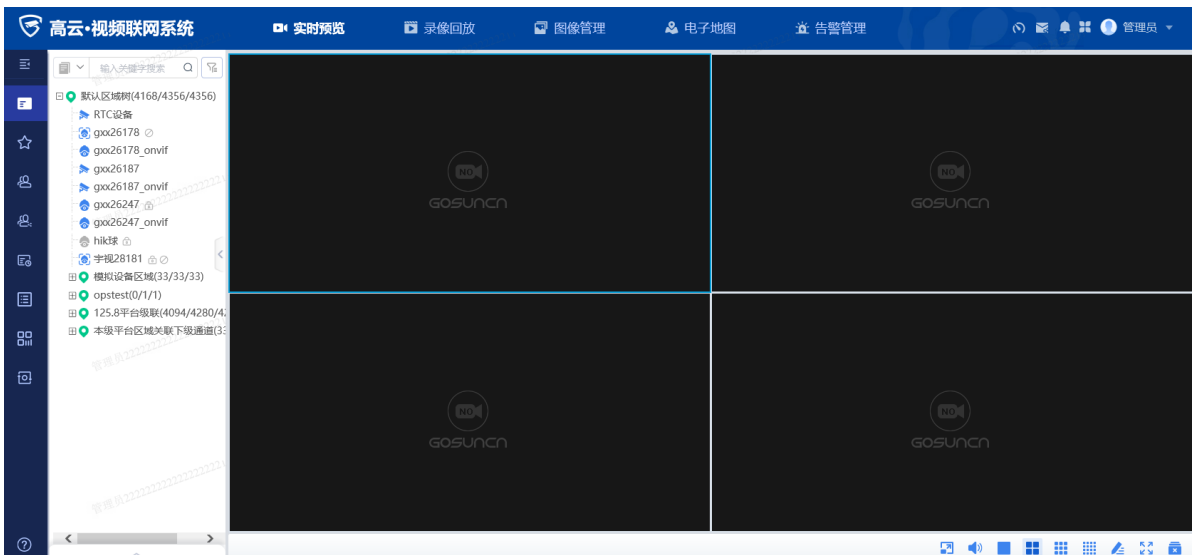 高云·视频联网系统
实时预览
录像回放
图像管理
电子地图
告警管理
管理员
输入关键字搜索
默认区域树(4168/4356/4356)
RTC设备
gxx26178
gxx26178_onvif
gxx26187
gxx26187_onvif
gxx26247
gxx26247_onvif
hik球
宇视28181
模拟设备区域(33/33/33)
opstest(0/1/1)
125.8平台级联(4094/4280/4
本级平台区域关联下级通道(33
NO
GOSUNCN
NO
GOSUNCN
NO
GOSUNCN
NO
GOSUNCN